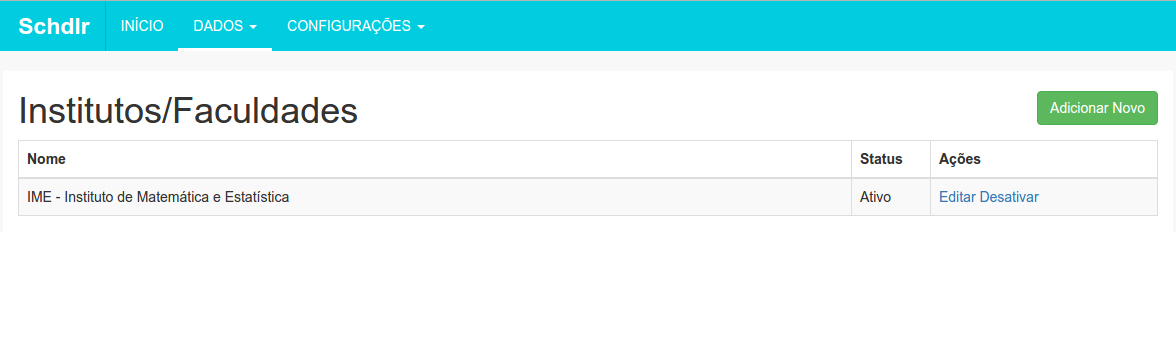 Schdlr INÍCIO DADOS CONFIGURAÇÕES
Institutos/Faculdades Adicionar Novo
Nome Status Ações
IME - Instituto de Matemática e Estatística Ativo Editar Desativar